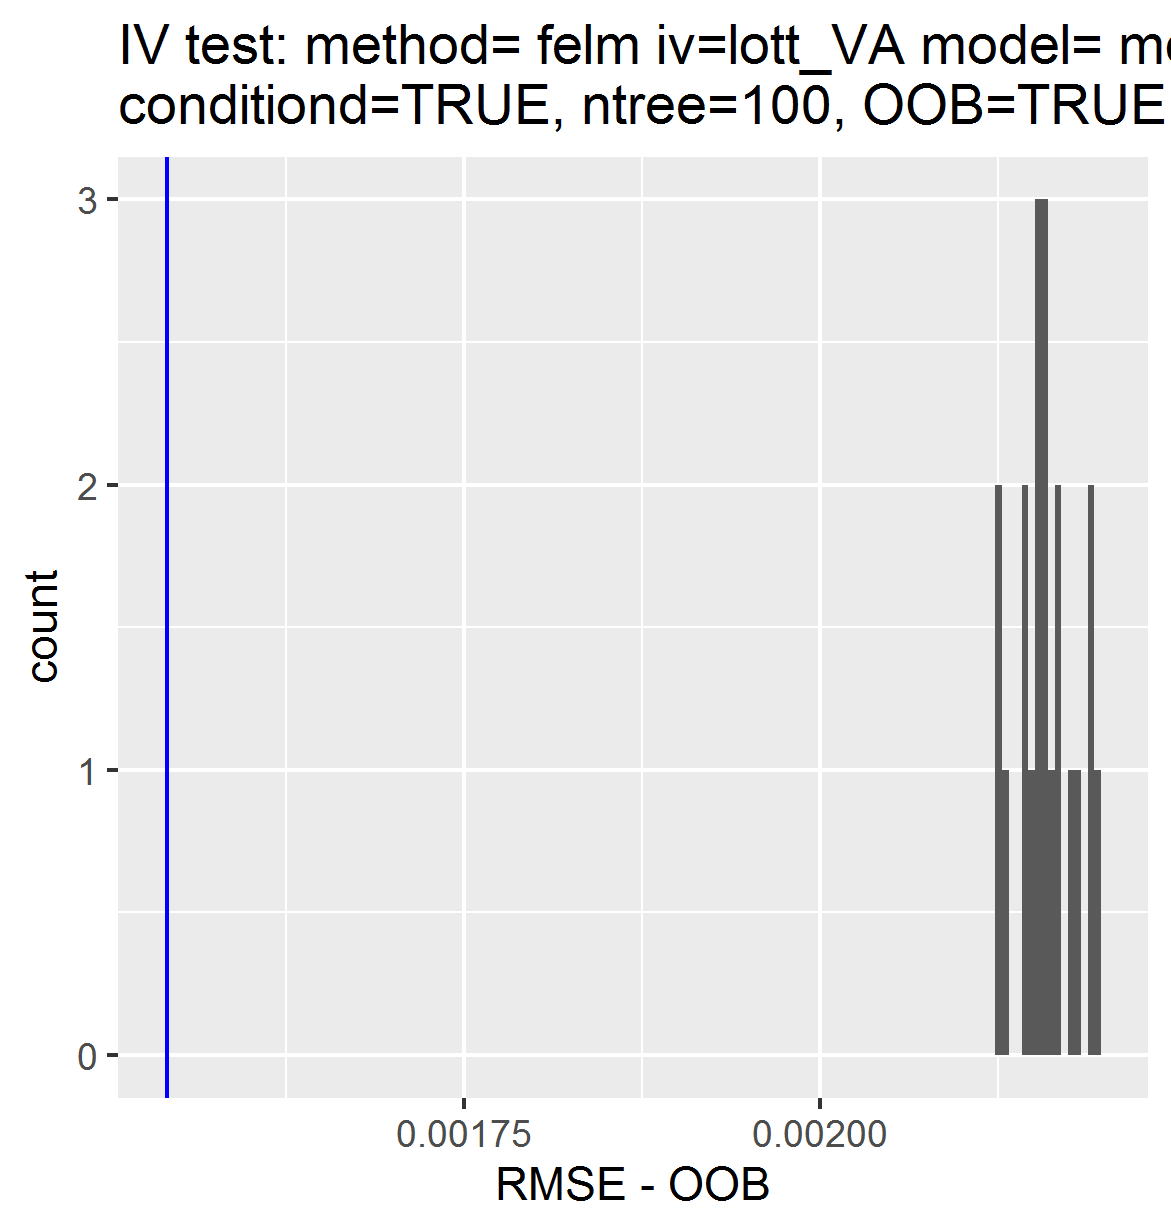 IV test: method= felm iv=lott_VA model=
conditiond=TRUE, ntree=100, OOB=TRUE
3
2
1
0
count
0.00175 0.00200
RMSE - OOB